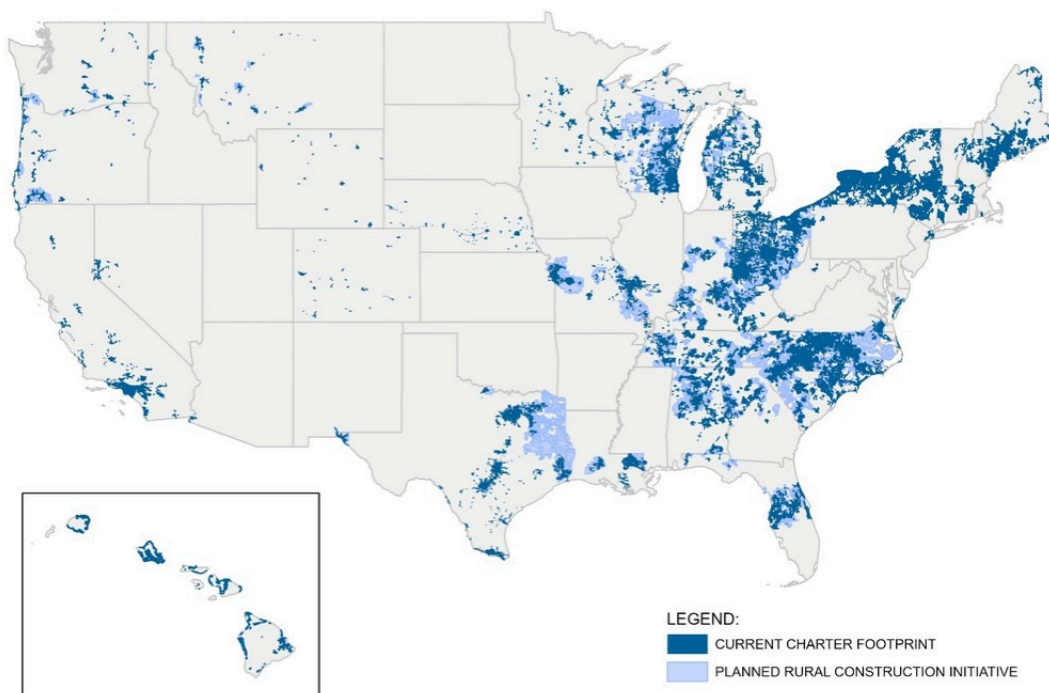 LEGEND:
CURRENT CHARTER FOOTPRINT
PLANNED RURAL CONSTRUCTION INITIATIVE